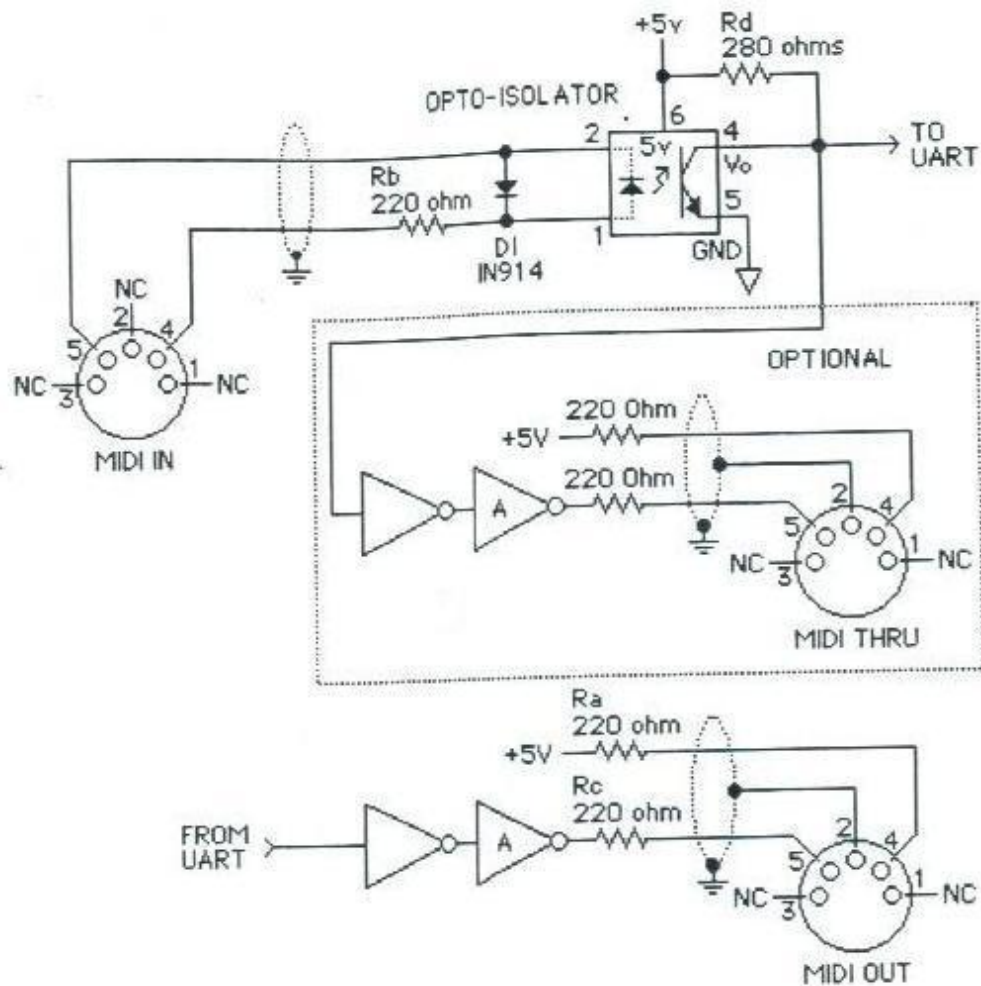 +5v
Rd
280 ohms
OPTO-ISOLATOR
6
2
5v
4
TO
UART
Vo
Rb
220 ohm
5
1
GND
D1
IN914
NC
2
5
4
NC
3
1
NC
MIDI IN
OPTIONAL
220 Ohm
+5V
220 Ohm
A
2
5
4
NC
3
1
NC
MIDI THRU
Ra
220 ohm
+5V
Rc
220 ohm
FROM
UART
A
2
5
4
NC
3
1
NC
MIDI OUT